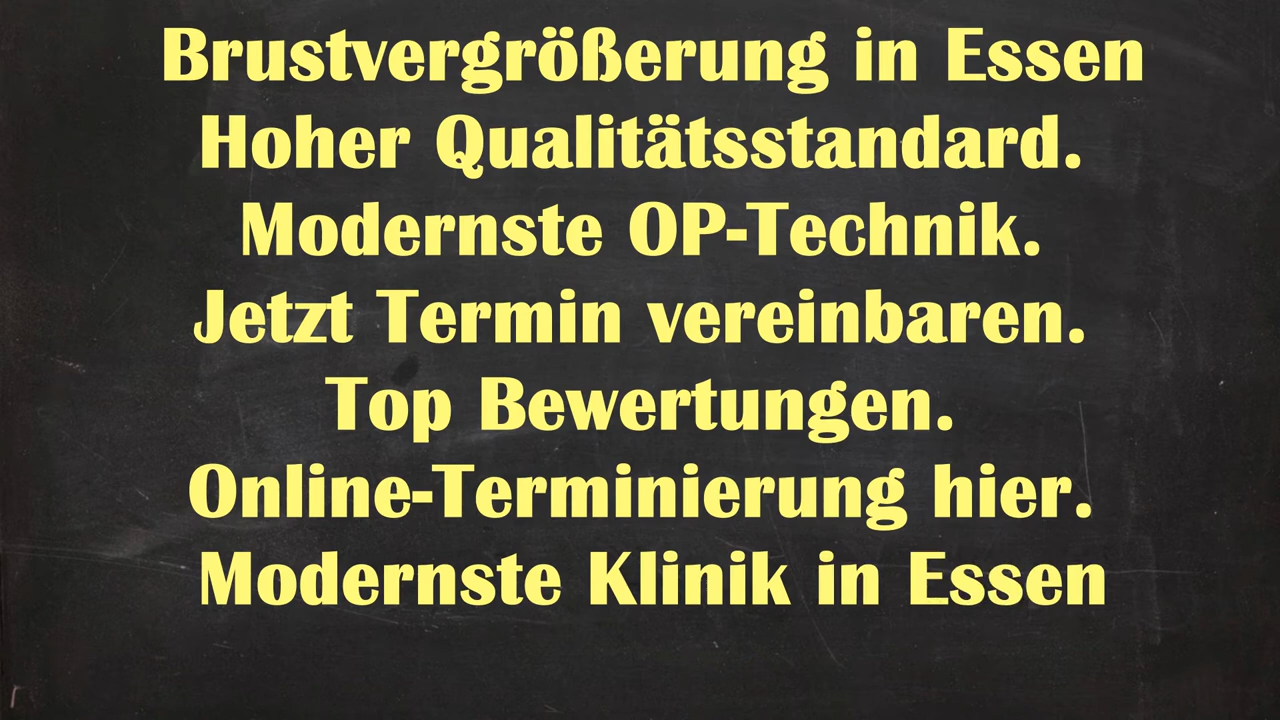 Brustvergrößerung in Essen
Hoher Qualitätsstandard.
Modernste OP-Technik.
Jetzt Termin vereinbaren.
Top Bewertungen.
Online-Terminierung hier.
Modernste Klinik in Essen